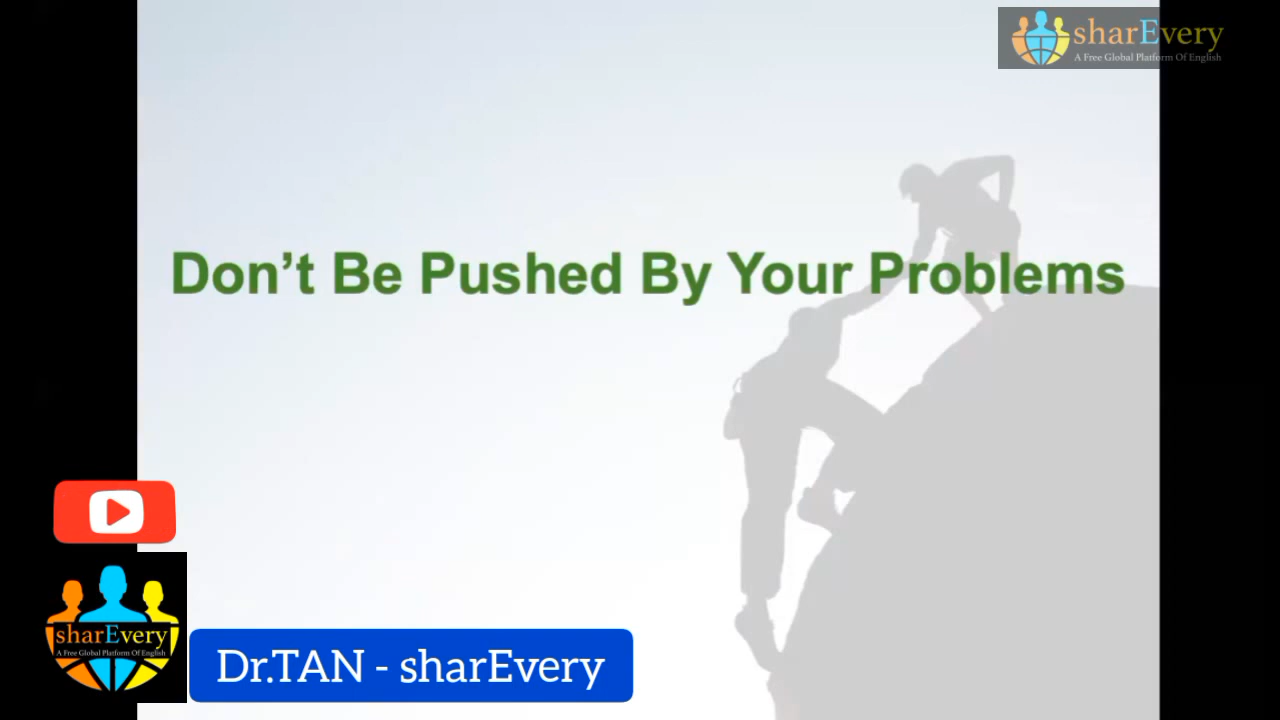 sharEvery
A Free Global Platform Of English
Don’t Be Pushed By Your Problems
sharEvery
A Free Global Platform Of English
Dr.TAN - sharEvery